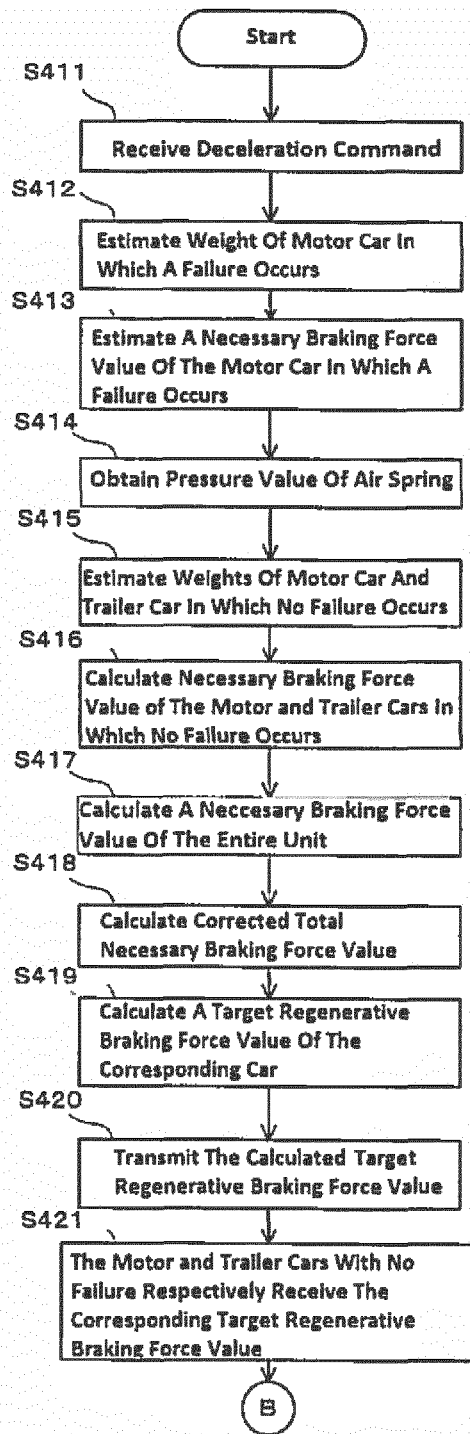 Start
S411
Receive Deceleration Command
S412
Estimate Weight Of Motor Car In
Which A Failure Occurs
S413
Estimate A Necessary Braking Force
Value Of The Motor Car In Which A
Failure Occurs
S414
Obtain Pressure Value Of Air Spring
S415
Estimate Weights Of Motor Car And
Trailer Car In Which No Failure Occurs
S416
Calculate Necessary Braking Force
Value of The Motor and Trailer Cars In
Which No Failure Occurs
S417
Calculate A Neccesary Braking Force
Value Of The Entire Unit
S418
Calculate Corrected Total
Necessary Braking Force Value
S419
Calculate A Target Regenerative
Braking Force Value Of The
Corresponding Car
S420
Transmit The Calculated Target
Regenerative Braking Force Value
S421
The Motor and Trailer Cars With No
Failure Respectively Receive The
Corresponding Target Regenerative
Braking Force Value
B